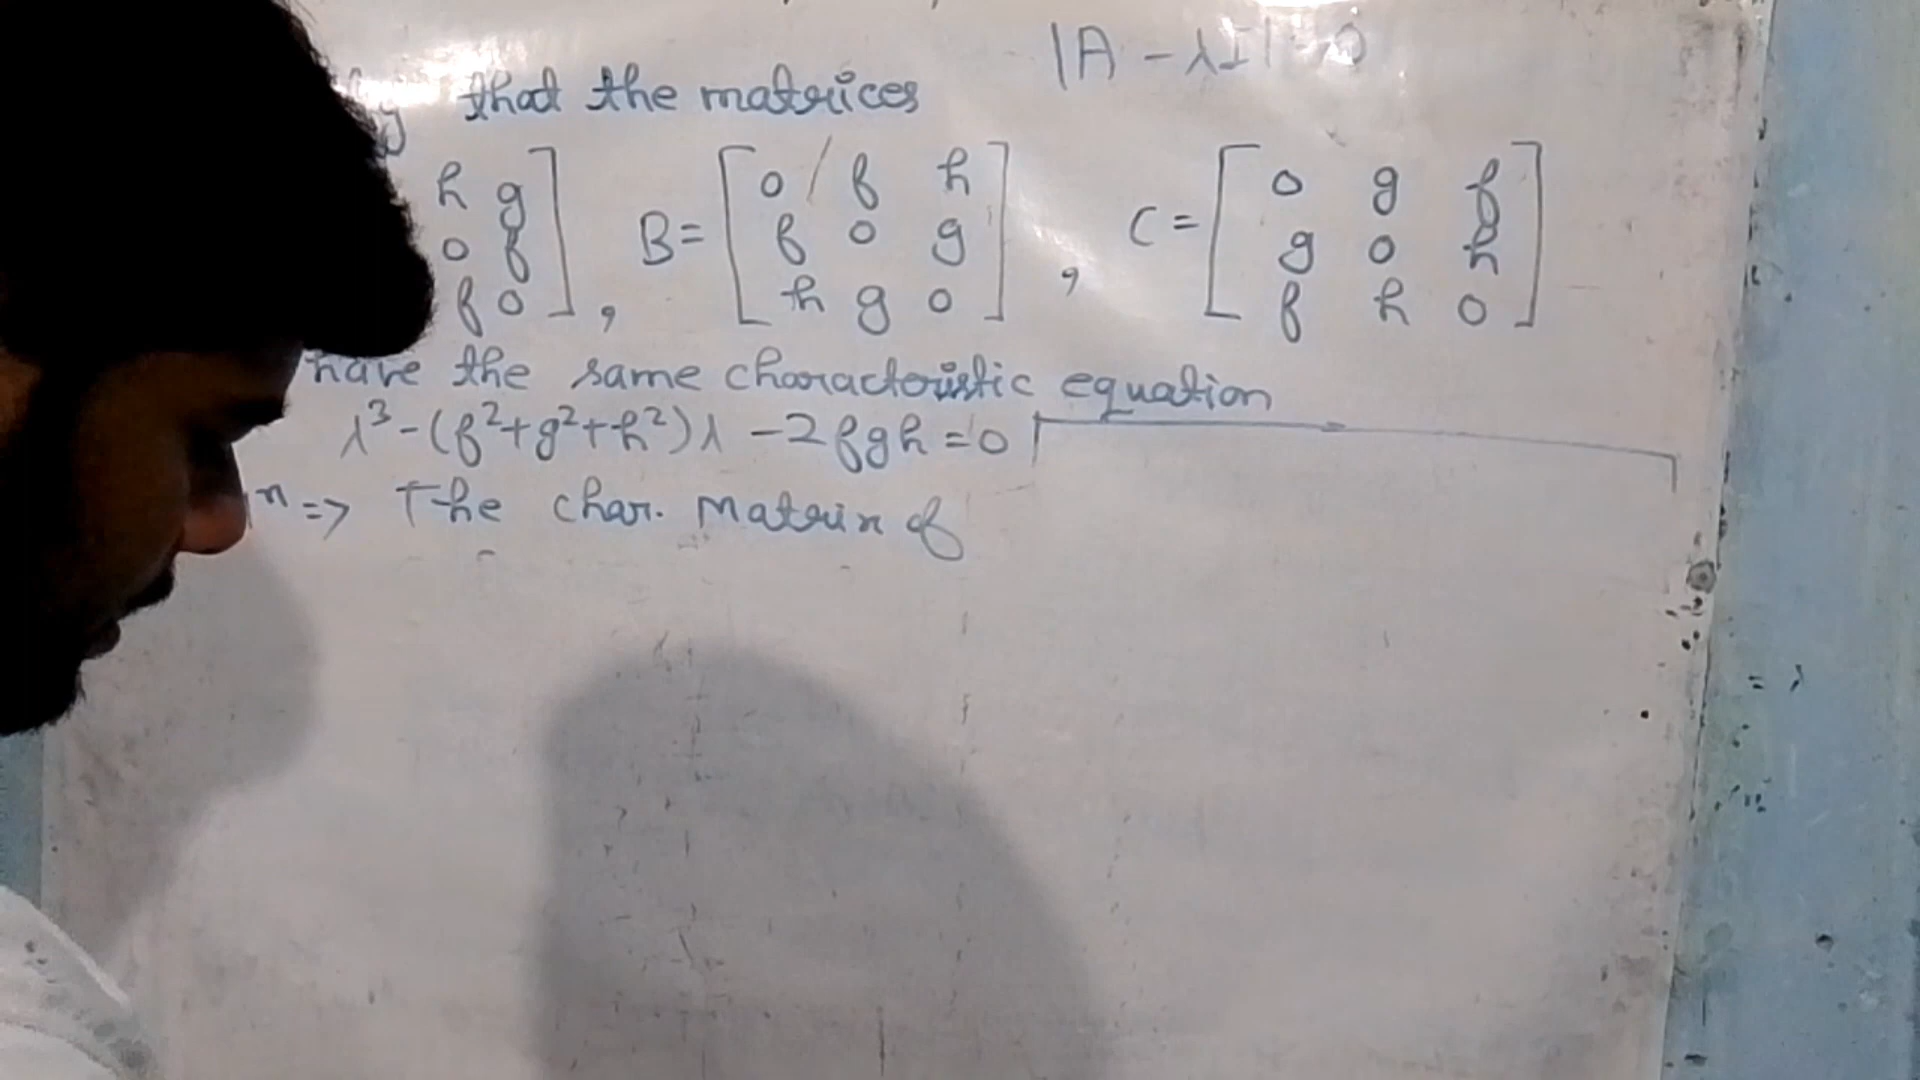 |A - λI| = 0
that the matrices
h g ] , B = [ 0 f h ] , C = [ 0 g f ]
0 f f 0 g g 0 h
f 0 h g 0 f h 0
have the same characteristic equation
λ³ - (f² + g² + h²)λ - 2fgh = 0
n => The char. Matrix of